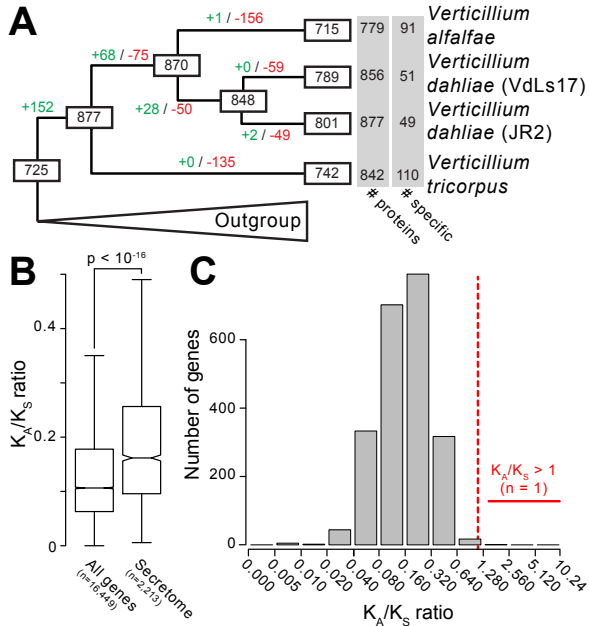 A
+1 / -156
715
779
91
Verticillium
alfalfae
+68 / -75
870
+0 / -59
789
856
51
Verticillium
dahliae (VdLs17)
+152
877
+28 / -50
848
+2 / -49
801
877
49
Verticillium
dahliae (JR2)
725
+0 / -135
742
842
110
Verticillium
tricorpus
Outgroup
# proteins
# specific
B
p < 10-16
KA/KS ratio
0.4
0.2
0
All genes
(n=16,449)
Secretome
(n=2,213)
C
Number of genes
600
400
200
0
KA/KS > 1
(n = 1)
0.000
0.005
0.010
0.020
0.040
0.080
0.160
0.320
0.640
1.280
2.560
5.120
10.24
KA/KS ratio